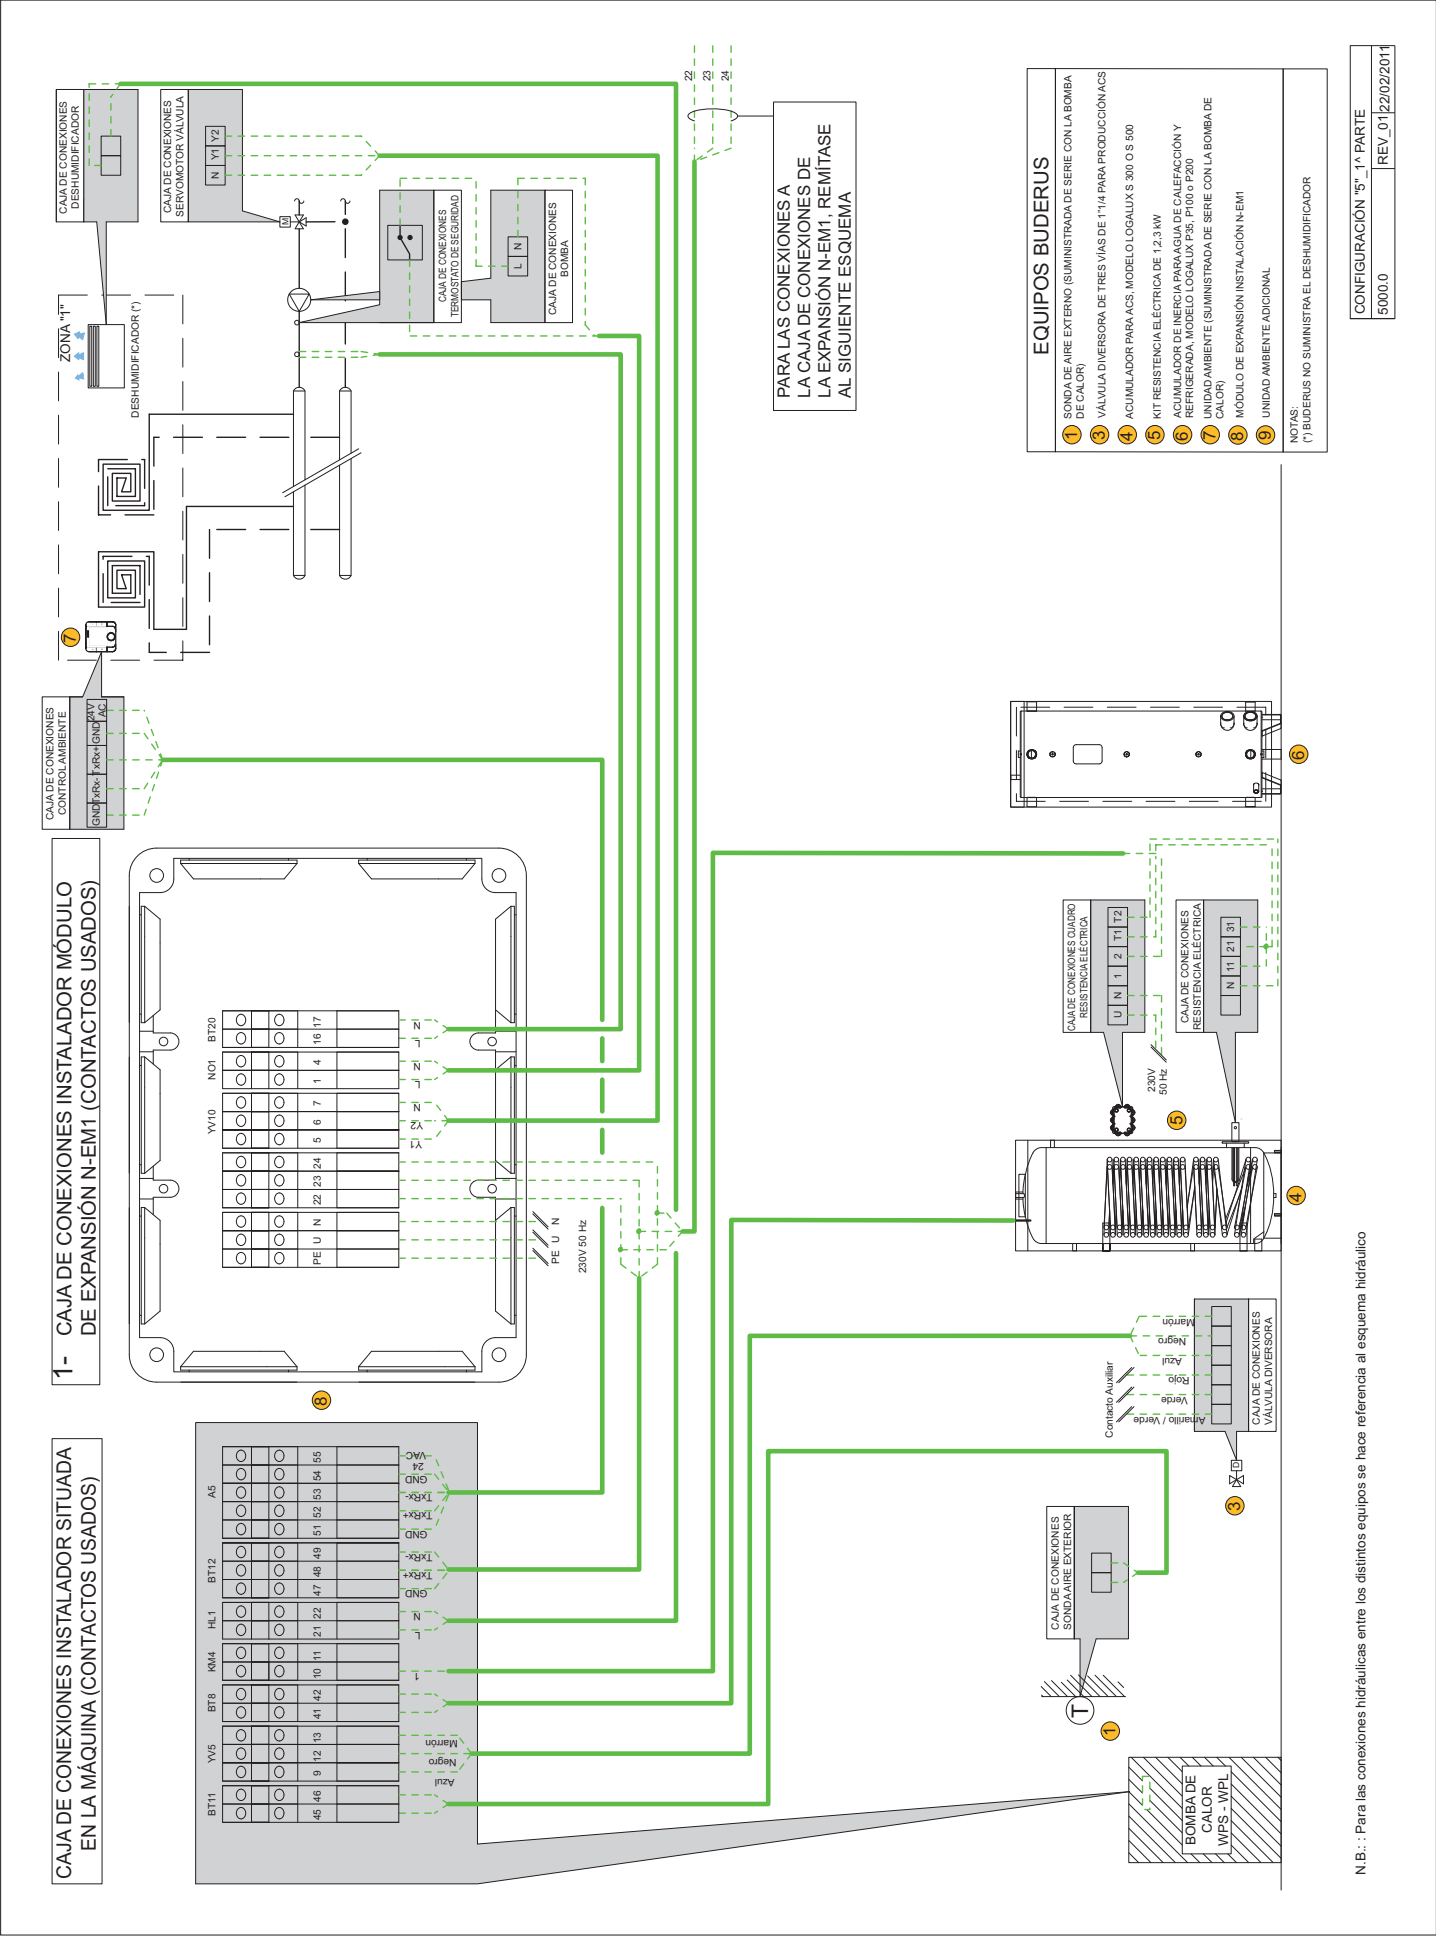 CAJA DE CONEXIONES INSTALADOR SITUADA
EN LA MÁQUINA (CONTACTOS USADOS)
BT11
YV5
BT8
KM4
HL1
BT12
A5
45 46 9 12 13 41 42 10 11 21 22 47 48 49 51 52 53 54 55
Azul
Negro
Marrón
1
L
N
GND
TxRx+
TxRx-
GND
TxRx+
TxRx-
GND
24
VAC
1- CAJA DE CONEXIONES INSTALADOR MÓDULO
DE EXPANSIÓN N-EM1 (CONTACTOS USADOS)
8
YV10
NO1
BT20
PE U N 22 23 24 5 6 7 1 4 16 17
Y1
Y2
N
L
N
L
N
PE U N
230V 50 Hz
CAJA DE CONEXIONES
CONTROL AMBIENTE
GND TxRx- TxRx+ GND 24V
AC
7
ZONA "1"
DESHUMIDIFICADOR (*)
CAJA DE CONEXIONES
DESHUMIDIFICADOR
CAJA DE CONEXIONES
SERVOMOTOR VÁLVULA
N Y1 Y2
M
CAJA DE CONEXIONES
TERMOSTATO DE SEGURIDAD
L N
CAJA DE CONEXIONES
BOMBA
22
23
24
PARA LAS CONEXIONES A
LA CAJA DE CONEXIONES DE
LA EXPANSIÓN N-EM1, REMÍTASE
AL SIGUIENTE ESQUEMA
BOMBA DE
CALOR
WPS - WPL
1
T
CAJA DE CONEXIONES
SONDA AIRE EXTERIOR
3
D
Contacto Auxiliar
Amarillo / Verde
Verde
Rojo
Azul
Negro
Marrón
CAJA DE CONEXIONES
VÁLVULA DIVERSORA
4
5
230V
50 Hz
CAJA DE CONEXIONES CUADRO
RESISTENCIA ELÉCTRICA
U N 1 2 T1 T2
CAJA DE CONEXIONES
RESISTENCIA ELÉCTRICA
N 11 21 31
6
EQUIPOS BUDERUS
1 SONDA DE AIRE EXTERNO (SUMINISTRADA DE SERIE CON LA BOMBA
DE CALOR)
3 VÁLVULA DIVERSORA DE TRES VÍAS DE 1"1/4 PARA PRODUCCIÓN ACS
4 ACUMULADOR PARA ACS, MODELO LOGALUX S 300 O S 500
5 KIT RESISTENCIA ELÉCTRICA DE 1,2,3 kW
6 ACUMULADOR DE INERCIA PARA AGUA DE CALEFACCIÓN Y
REFRIGERADA, MODELO LOGALUX P35, P100 o P200
7 UNIDAD AMBIENTE (SUMINISTRADA DE SERIE CON LA BOMBA DE
CALOR)
8 MÓDULO DE EXPANSIÓN INSTALACIÓN N-EM1
9 UNIDAD AMBIENTE ADICIONAL
NOTAS:
(*) BUDERUS NO SUMINISTRA EL DESHUMIDIFICADOR
N.B.: : Para las conexiones hidráulicas entre los distintos equipos se hace referencia al esquema hidráulico
CONFIGURACIÓN "5"_1^ PARTE
5000.0 REV_01 22/02/2011